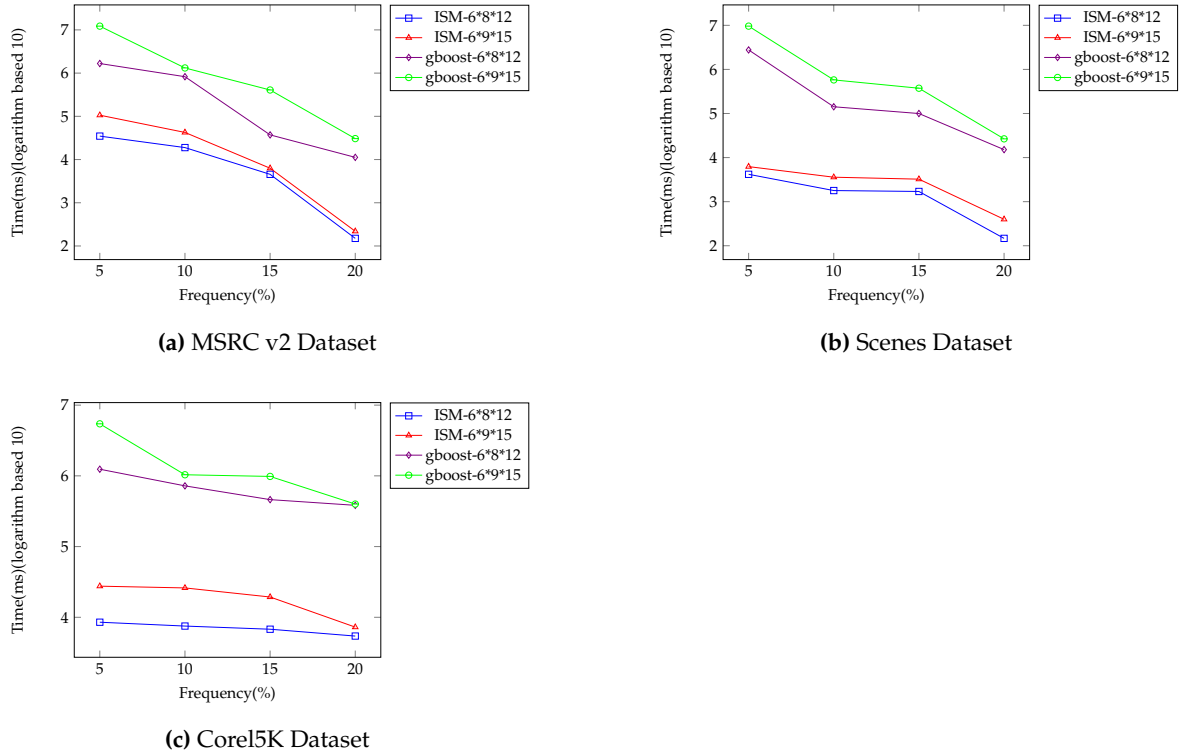 7
6
5
4
3
2
5
10
15
20
Time(ms)(logarithm based 10)
Frequency(%)
ISM-6*8*12
ISM-6*9*15
gboost-6*8*12
gboost-6*9*15
(a) MSRC v2 Dataset
7
6
5
4
3
2
5
10
15
20
Time(ms)(logarithm based 10)
Frequency(%)
ISM-6*8*12
ISM-6*9*15
gboost-6*8*12
gboost-6*9*15
(b) Scenes Dataset
7
6
5
4
5
10
15
20
Time(ms)(logarithm based 10)
Frequency(%)
ISM-6*8*12
ISM-6*9*15
gboost-6*8*12
gboost-6*9*15
(c) Corel5K Dataset